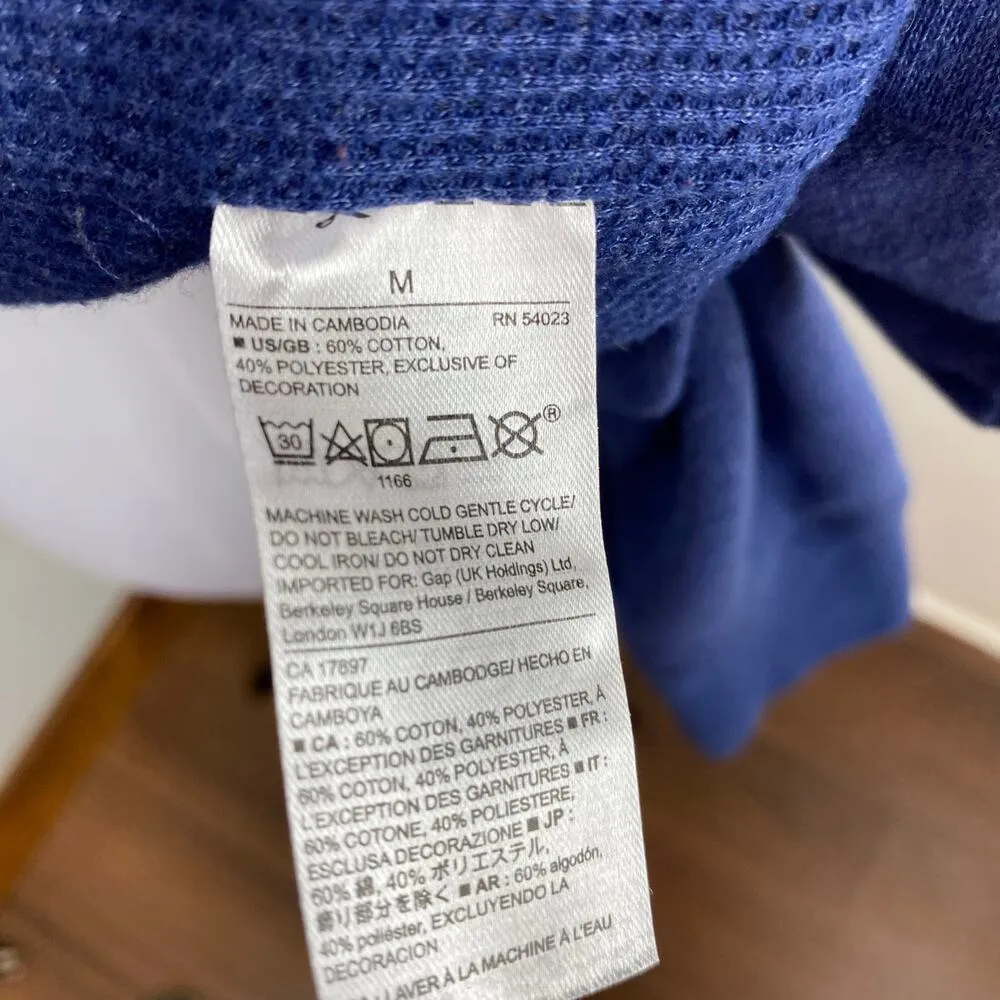 M
MADE IN CAMBODIA RN 54023
■ US/GB : 60% COTTON,
40% POLYESTER, EXCLUSIVE OF
DECORATION
30 ®
1166
MACHINE WASH COLD GENTLE CYCLE/
DO NOT BLEACH/ TUMBLE DRY LOW/
COOL IRON/ DO NOT DRY CLEAN
IMPORTED FOR: Gap (UK Holdings) Ltd,
Berkeley Square House / Berkeley Square,
London W1J 6BS
CA 17897
FABRIQUE AU CAMBODGE/ HECHO EN
CAMBOYA
■ CA : 60% COTON, 40% POLYESTER, À
L'EXCEPTION DES GARNITURES ■ FR :
60% COTON, 40% POLYESTER, À
L'EXCEPTION DES GARNITURES ■ IT :
60% COTONE, 40% POLIESTERE,
ESCLUSA DECORAZIONE ■ JP :
60% 綿, 40% ポリエステル,
飾り部分を除く ■ AR : 60% algodón,
40% poliéster, EXCLUYENDO LA
DECORACION
LAVER À LA MACHINE À L'EAU